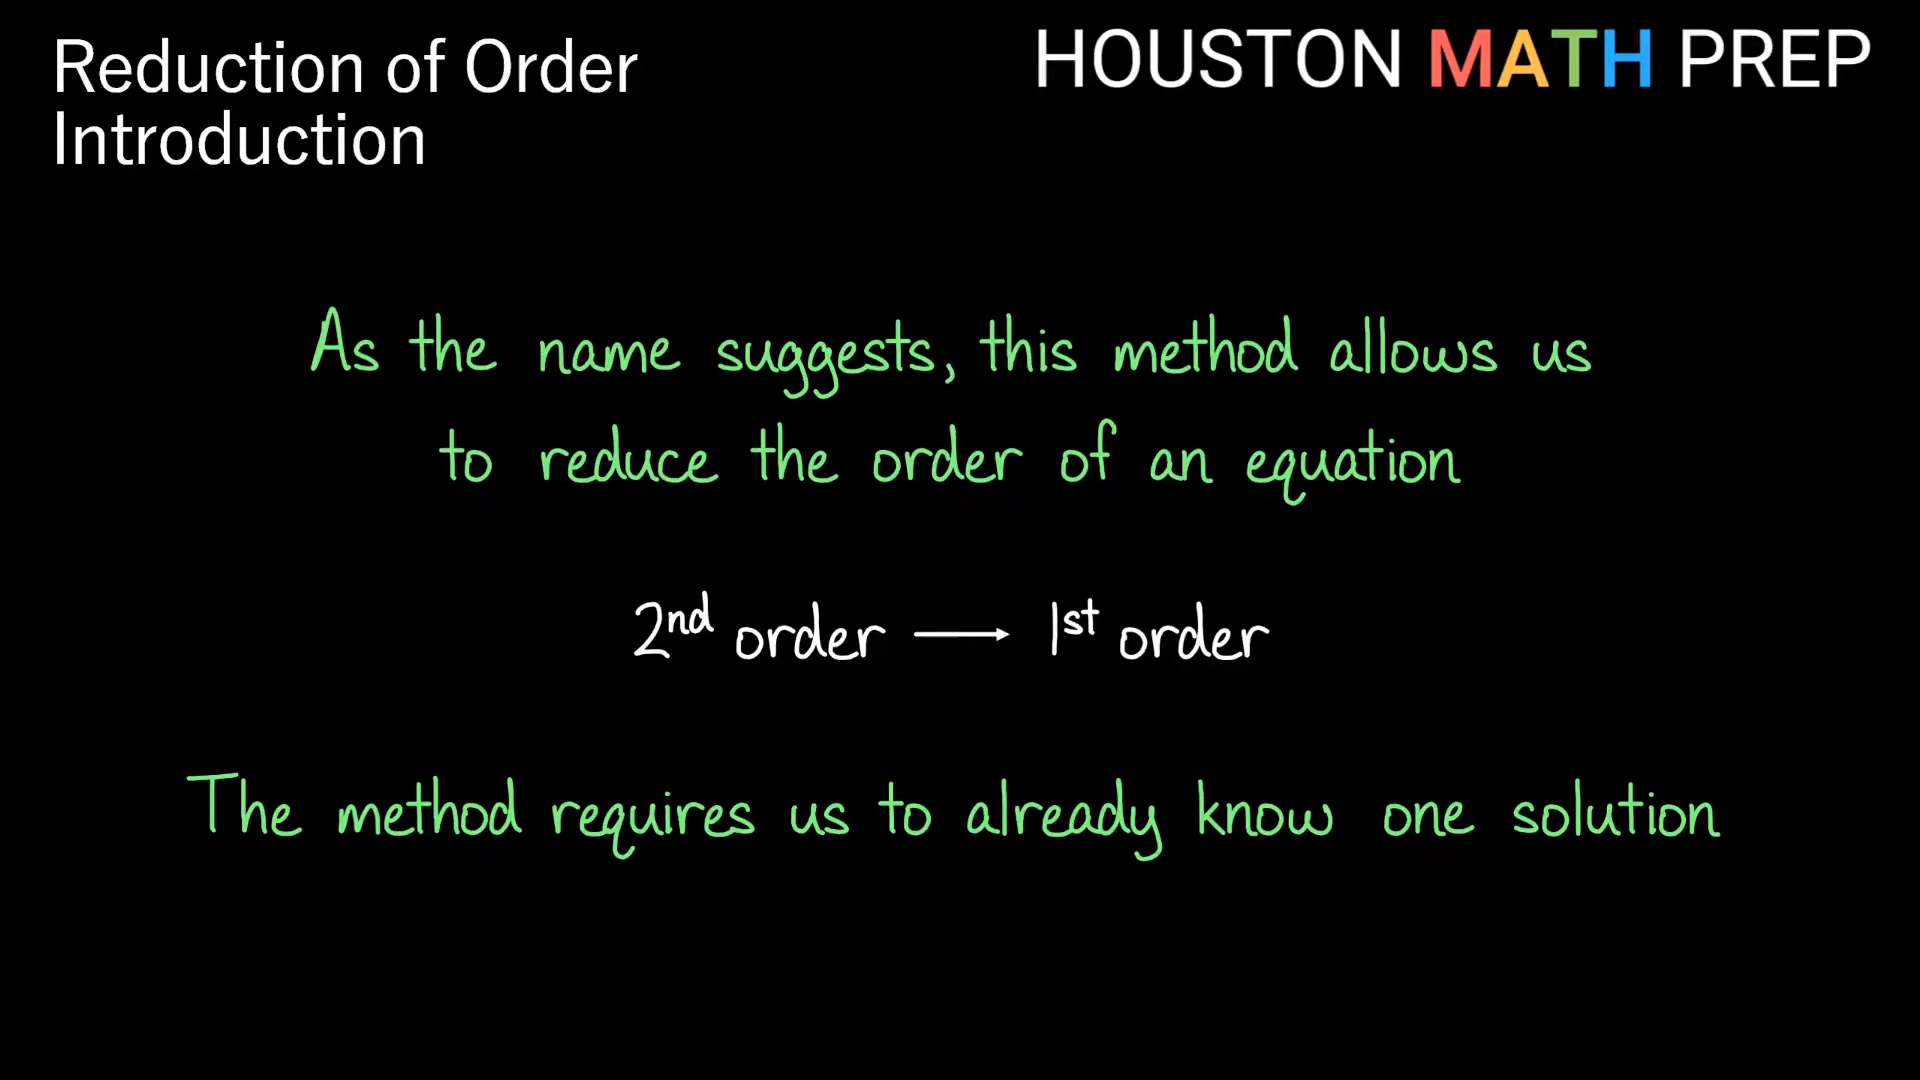 Reduction of Order
Introduction
HOUSTON MATH PREP
As the name suggests, this method allows us
to reduce the order of an equation
2nd order → 1st order
The method requires us to already know one solution